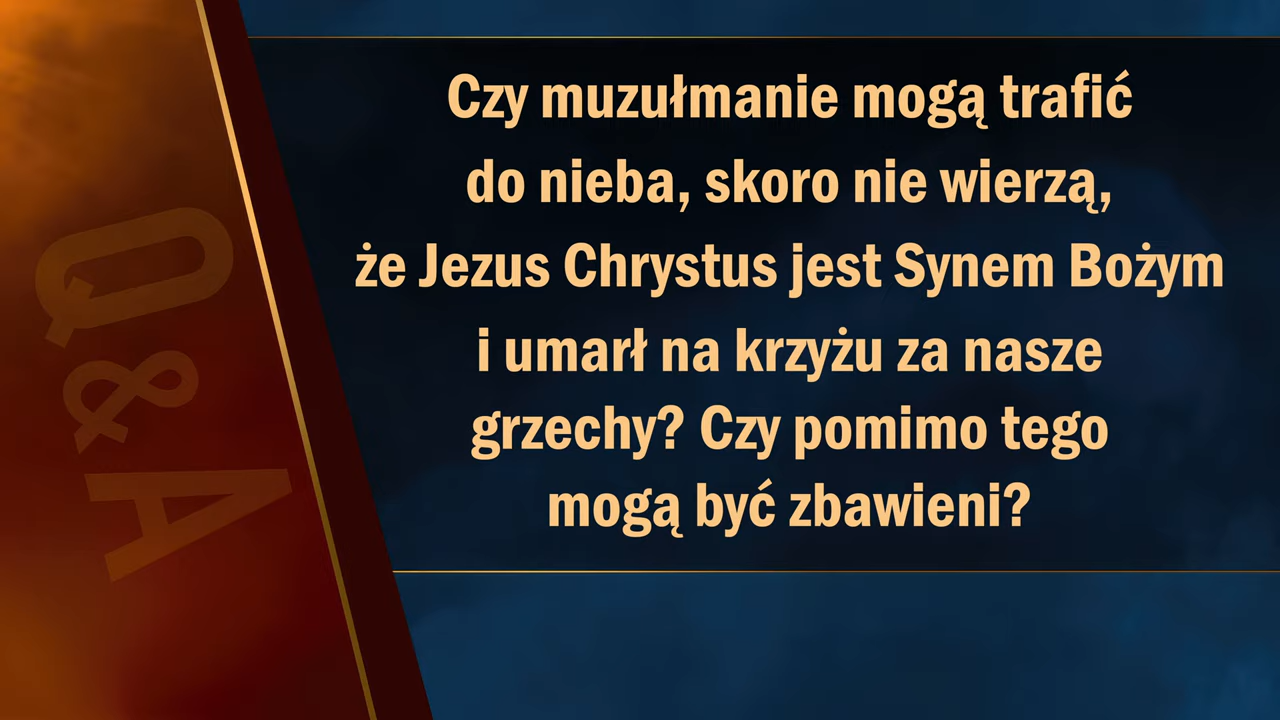 Czy muzułmanie mogą trafić
do nieba, skoro nie wierzą,
że Jezus Chrystus jest Synem Bożym
i umarł na krzyżu za nasze
grzechy? Czy pomimo tego
mogą być zbawieni?
Q&A